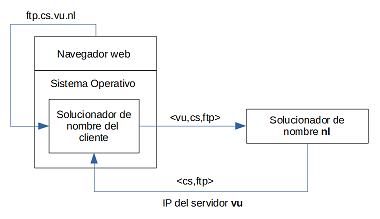 ftp.cs.vu.nl
Navegador web
Sistema Operativo
Solucionador de
nombre del
cliente
<vu,cs,ftp>
Solucionador de
nombre nl
<cs,ftp>
IP del servidor vu